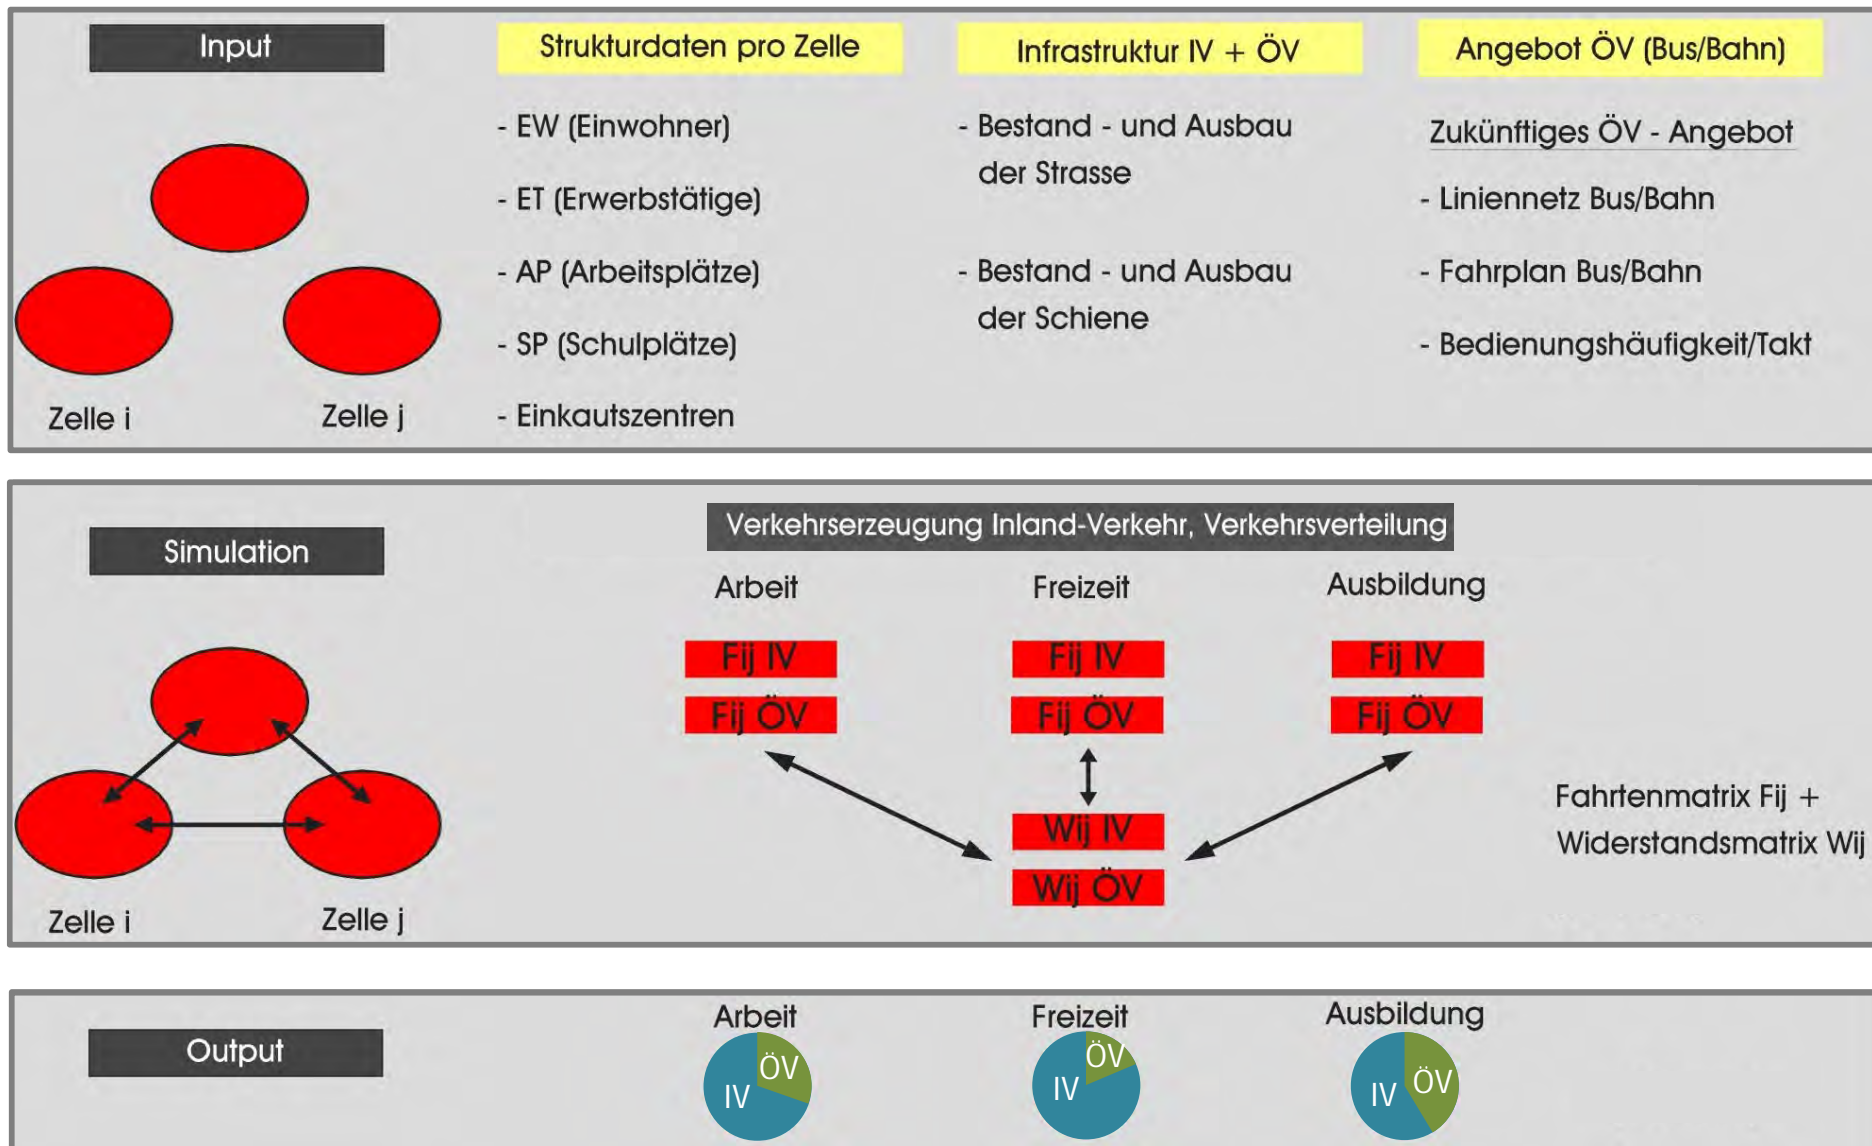 Input
Strukturdaten pro Zelle
Infrastruktur IV + ÖV
Angebot ÖV (Bus/Bahn)
- EW (Einwohner)
- ET (Erwerbstätige)
- AP (Arbeitsplätze)
- SP (Schulplätze)
- Einkautszentren
- Bestand - und Ausbau
der Strasse
- Bestand - und Ausbau
der Schiene
Zukünftiges ÖV - Angebot
- Liniennetz Bus/Bahn
- Fahrplan Bus/Bahn
- Bedienungshäufigkeit/Takt
Zelle i
Zelle j
Simulation
Verkehrserzeugung Inland-Verkehr, Verkehrsverteilung
Arbeit
Freizeit
Ausbildung
Fij IV
Fij IV
Fij IV
Fij ÖV
Fij ÖV
Fij ÖV
Wij IV
Wij ÖV
Fahrtenmatrix Fij +
Widerstandsmatrix Wij
Zelle i
Zelle j
Output
Arbeit
Freizeit
Ausbildung
ÖV
IV
ÖV
IV
ÖV
IV